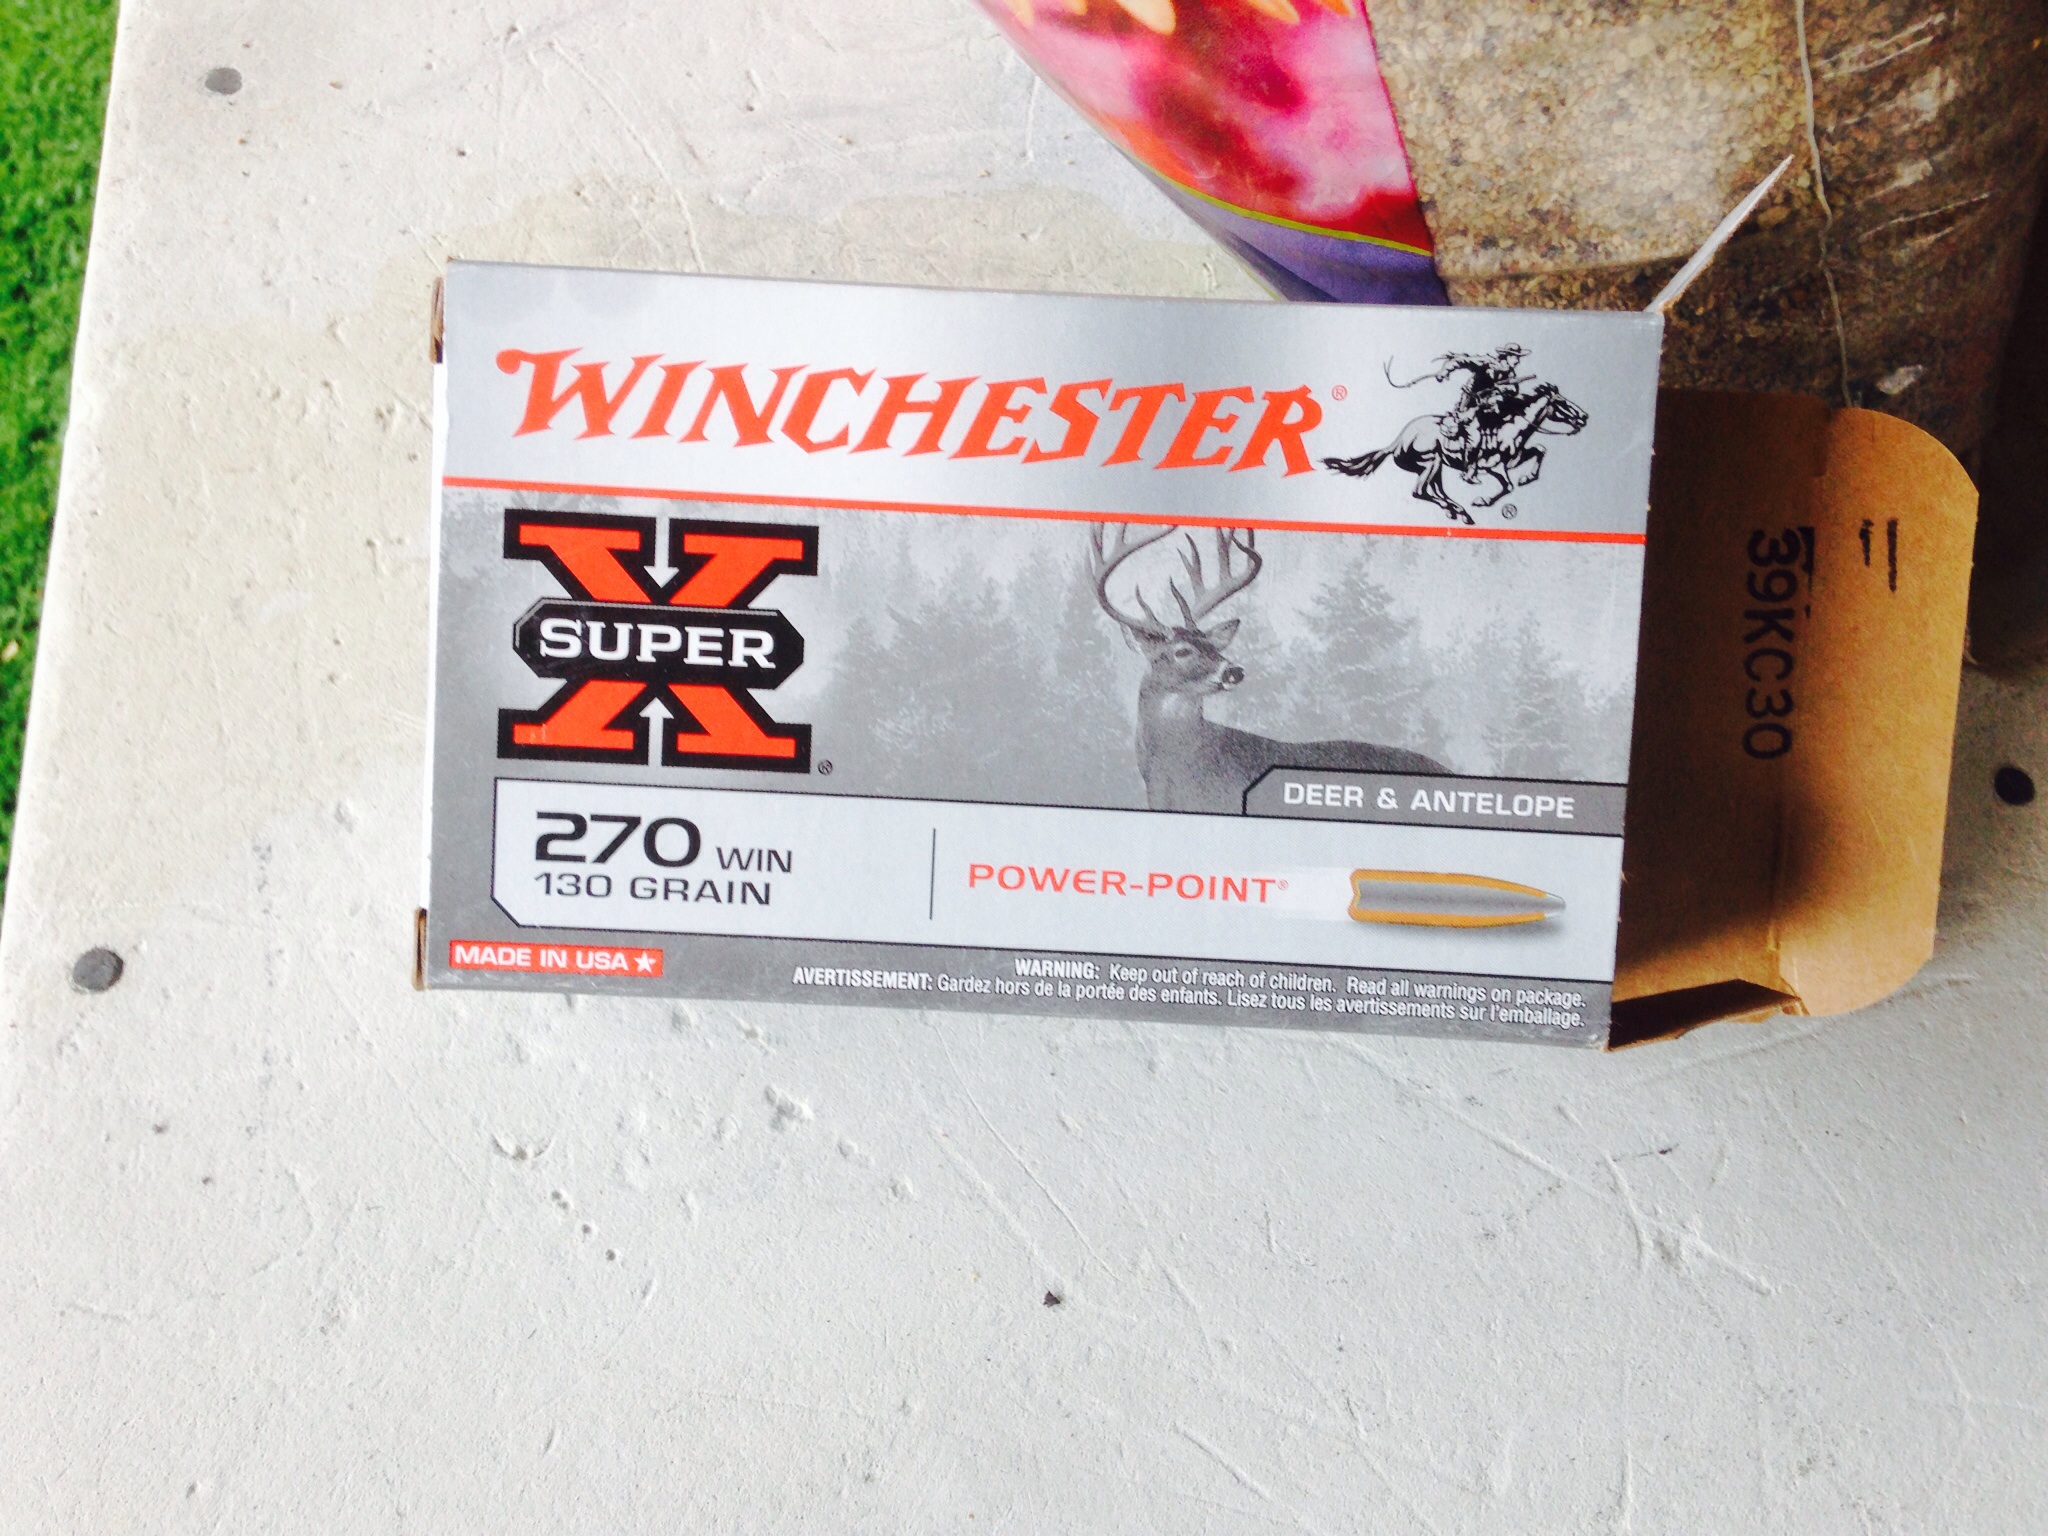 WINCHESTER®
®
X
SUPER
®
DEER & ANTELOPE
270 WIN
130 GRAIN
POWER-POINT®
MADE IN USA
WARNING: Keep out of reach of children. Read all warnings on package.
AVERTISSEMENT: Gardez hors de la portée des enfants. Lisez tous les avertissements sur l'emballage.
39KC30